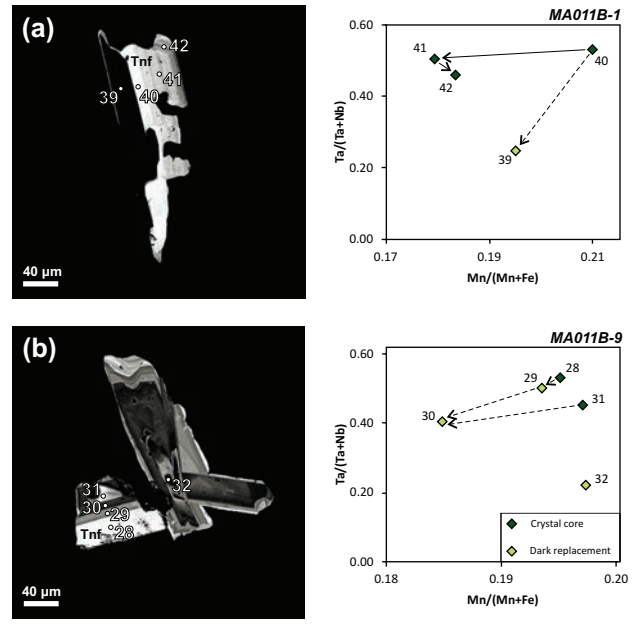 (a)
42
Tnf
41
39
40
40 µm
MA011B-1
Ta/(Ta+Nb)
0.60
0.40
0.20
0.00
41
42
40
39
0.17
0.19
0.21
Mn/(Mn+Fe)
(b)
32
31
30
29
Tnf
28
40 µm
MA011B-9
Ta/(Ta+Nb)
0.60
0.40
0.20
0.00
28
29
30
31
32
Crystal core
Dark replacement
0.18
0.19
0.20
Mn/(Mn+Fe)